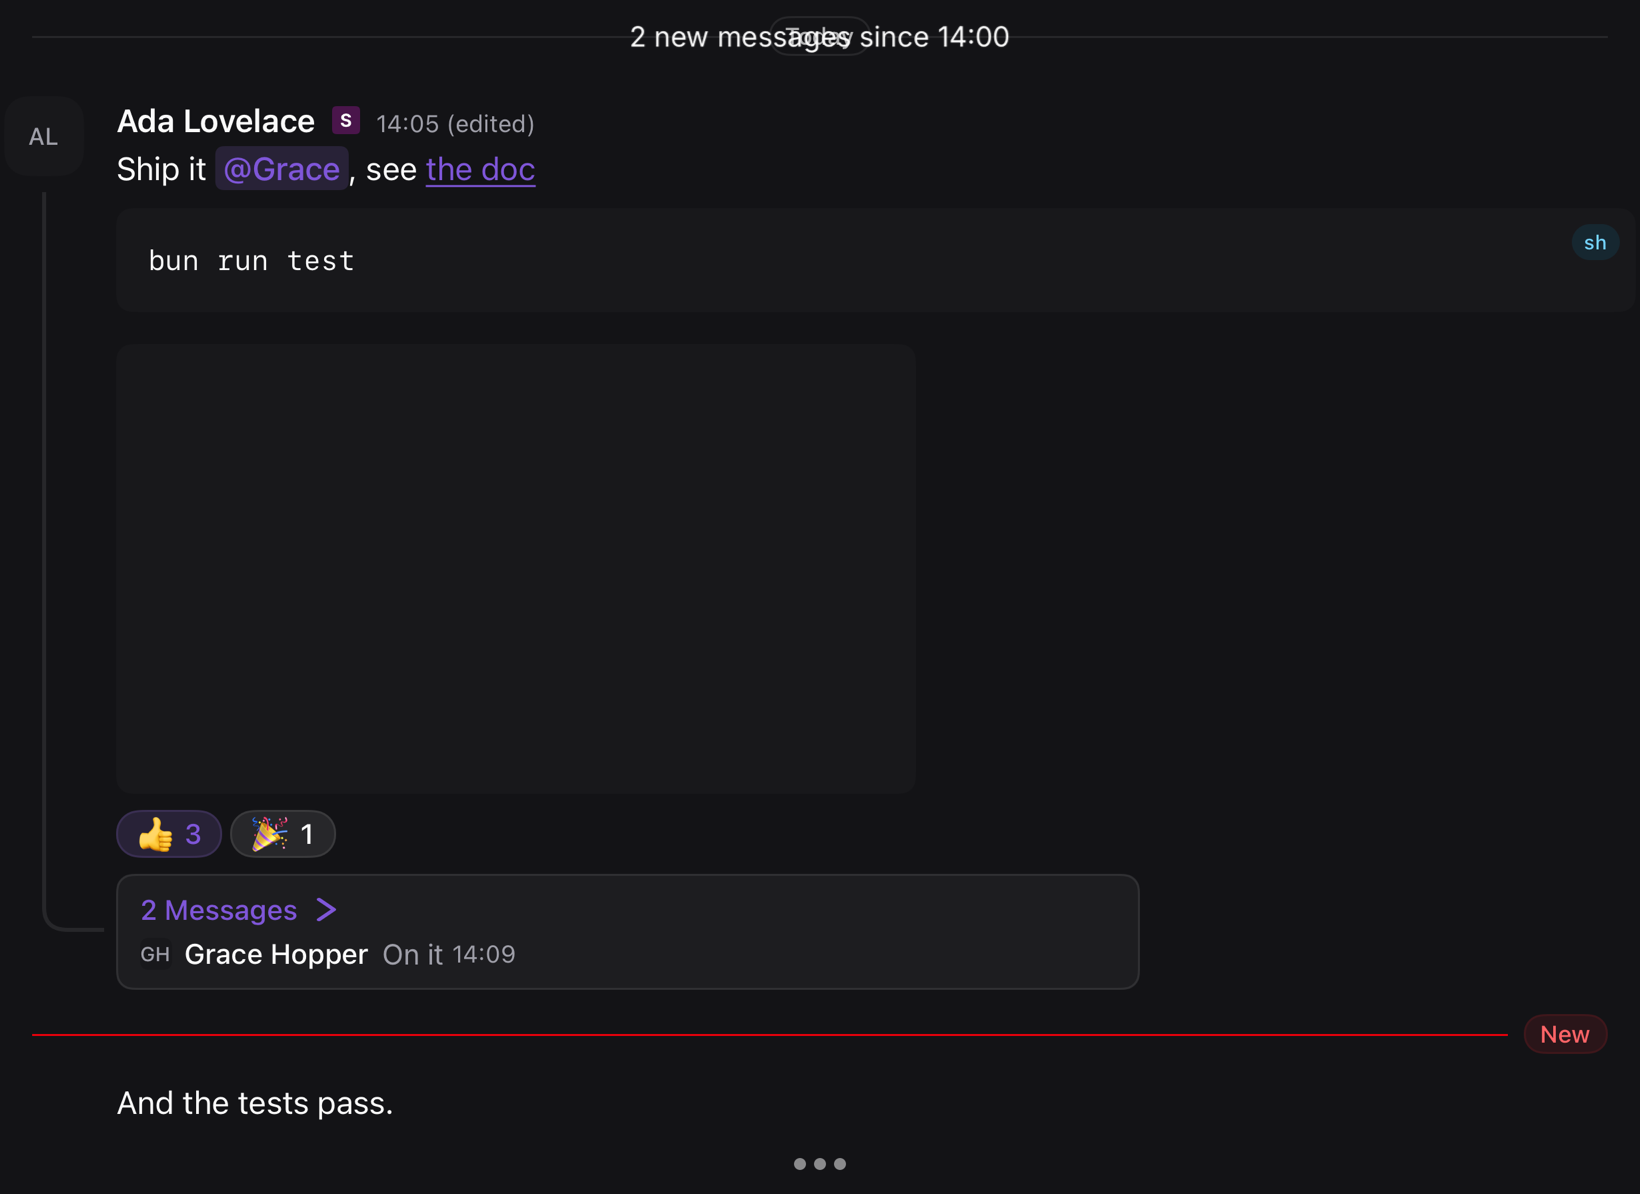 Today
2 new messages since 14:00
AL
Ada Lovelace S 14:05 (edited)
Ship it @Grace, see the doc
sh
bun run test
👍 3 🎉 1
2 Messages >
GH Grace Hopper On it 14:09
New
And the tests pass.